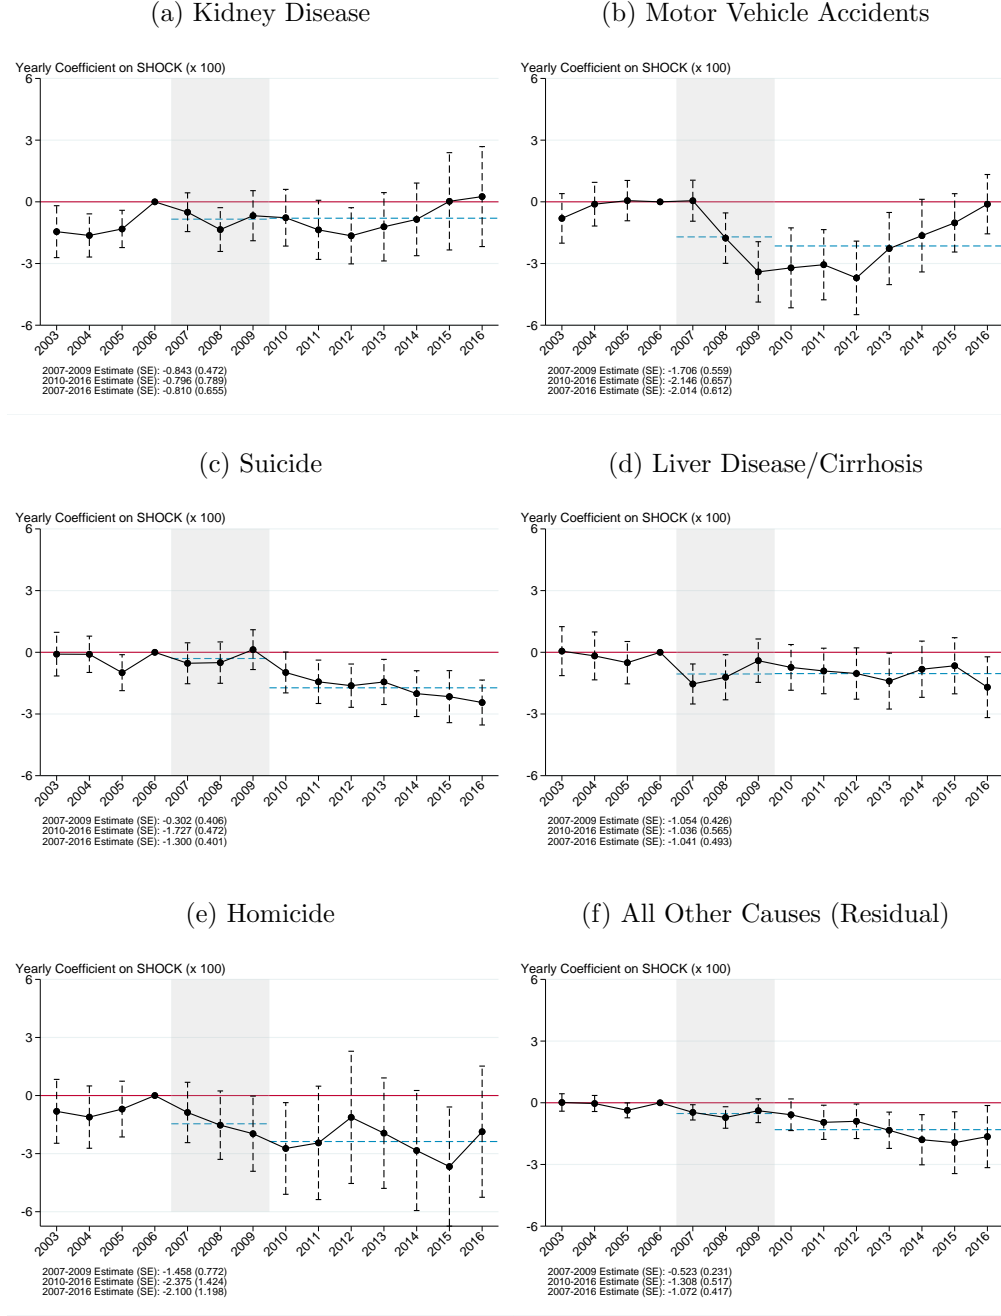 (a) Kidney Disease
Yearly Coefficient on SHOCK (x 100)
6
3
0
-3
-6
2003 2004 2005 2006 2007 2008 2009 2010 2011 2012 2013 2014 2015 2016
2007-2009 Estimate (SE): -0.843 (0.472)
2010-2016 Estimate (SE): -0.796 (0.789)
2007-2016 Estimate (SE): -0.810 (0.655)
(b) Motor Vehicle Accidents
Yearly Coefficient on SHOCK (x 100)
6
3
0
-3
-6
2003 2004 2005 2006 2007 2008 2009 2010 2011 2012 2013 2014 2015 2016
2007-2009 Estimate (SE): -1.706 (0.559)
2010-2016 Estimate (SE): -2.146 (0.657)
2007-2016 Estimate (SE): -2.014 (0.612)
(c) Suicide
Yearly Coefficient on SHOCK (x 100)
6
3
0
-3
-6
2003 2004 2005 2006 2007 2008 2009 2010 2011 2012 2013 2014 2015 2016
2007-2009 Estimate (SE): -0.302 (0.406)
2010-2016 Estimate (SE): -1.727 (0.472)
2007-2016 Estimate (SE): -1.300 (0.401)
(d) Liver Disease/Cirrhosis
Yearly Coefficient on SHOCK (x 100)
6
3
0
-3
-6
2003 2004 2005 2006 2007 2008 2009 2010 2011 2012 2013 2014 2015 2016
2007-2009 Estimate (SE): -1.054 (0.426)
2010-2016 Estimate (SE): -1.036 (0.565)
2007-2016 Estimate (SE): -1.041 (0.493)
(e) Homicide
Yearly Coefficient on SHOCK (x 100)
6
3
0
-3
-6
2003 2004 2005 2006 2007 2008 2009 2010 2011 2012 2013 2014 2015 2016
2007-2009 Estimate (SE): -1.458 (0.772)
2010-2016 Estimate (SE): -2.375 (1.424)
2007-2016 Estimate (SE): -2.100 (1.198)
(f) All Other Causes (Residual)
Yearly Coefficient on SHOCK (x 100)
6
3
0
-3
-6
2003 2004 2005 2006 2007 2008 2009 2010 2011 2012 2013 2014 2015 2016
2007-2009 Estimate (SE): -0.523 (0.231)
2010-2016 Estimate (SE): -1.308 (0.517)
2007-2016 Estimate (SE): -1.072 (0.417)